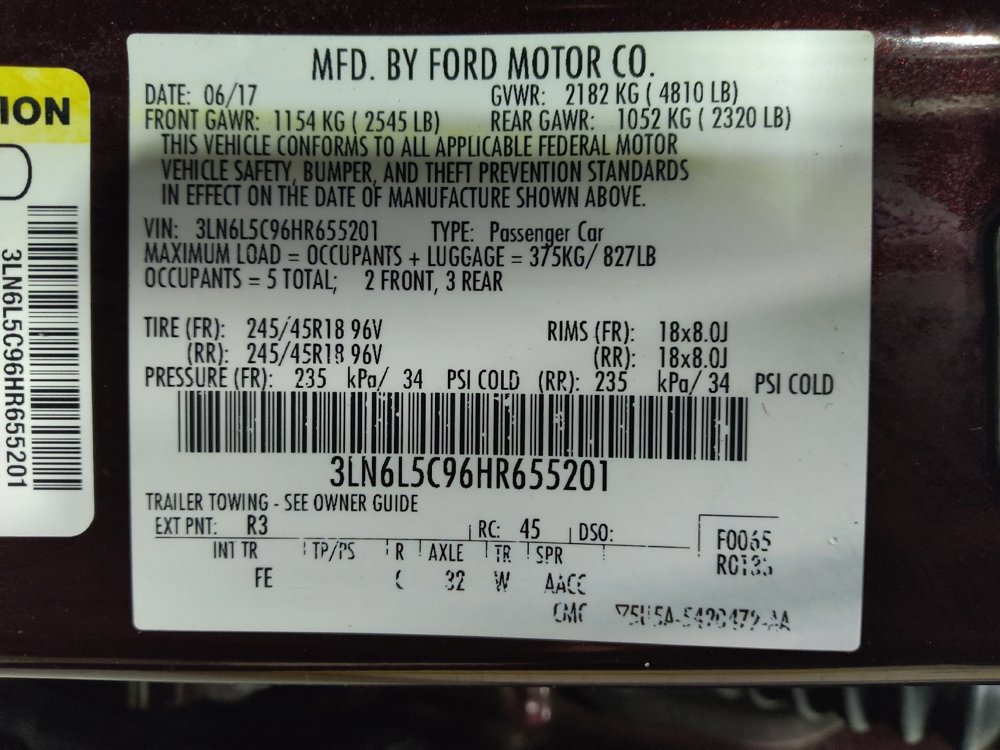 ION
3LN6L5C96HR655201
MFD. BY FORD MOTOR CO.
DATE: 06/17 GVWR: 2182 KG ( 4810 LB)
FRONT GAWR: 1154 KG ( 2545 LB) REAR GAWR: 1052 KG ( 2320 LB)
THIS VEHICLE CONFORMS TO ALL APPLICABLE FEDERAL MOTOR
VEHICLE SAFETY, BUMPER, AND THEFT PREVENTION STANDARDS
IN EFFECT ON THE DATE OF MANUFACTURE SHOWN ABOVE.
VIN: 3LN6L5C96HR655201 TYPE: Passenger Car
MAXIMUM LOAD = OCCUPANTS + LUGGAGE = 375KG/ 827LB
OCCUPANTS = 5 TOTAL; 2 FRONT, 3 REAR
TIRE (FR): 245/45R18 96V RIMS (FR): 18x8.0J
(RR): 245/45R18 96V (RR): 18x8.0J
PRESSURE (FR): 235 kPa/ 34 PSI COLD (RR): 235 kPa/ 34 PSI COLD
3LN6L5C96HR655201
TRAILER TOWING - SEE OWNER GUIDE
EXT PNT: R3 RC: 45 DSO:
F0065
INT TR TP/PS R AXLE TR SPR
FE 32 W AACC